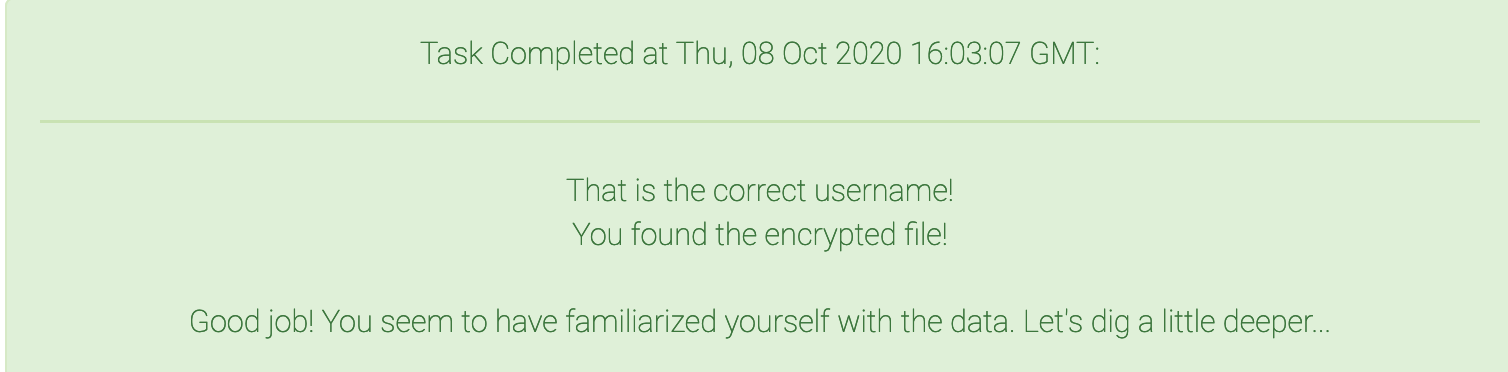 Task Completed at Thu, 08 Oct 2020 16:03:07 GMT:
That is the correct username!
You found the encrypted file!
Good job! You seem to have familiarized yourself with the data. Let's dig a little deeper...